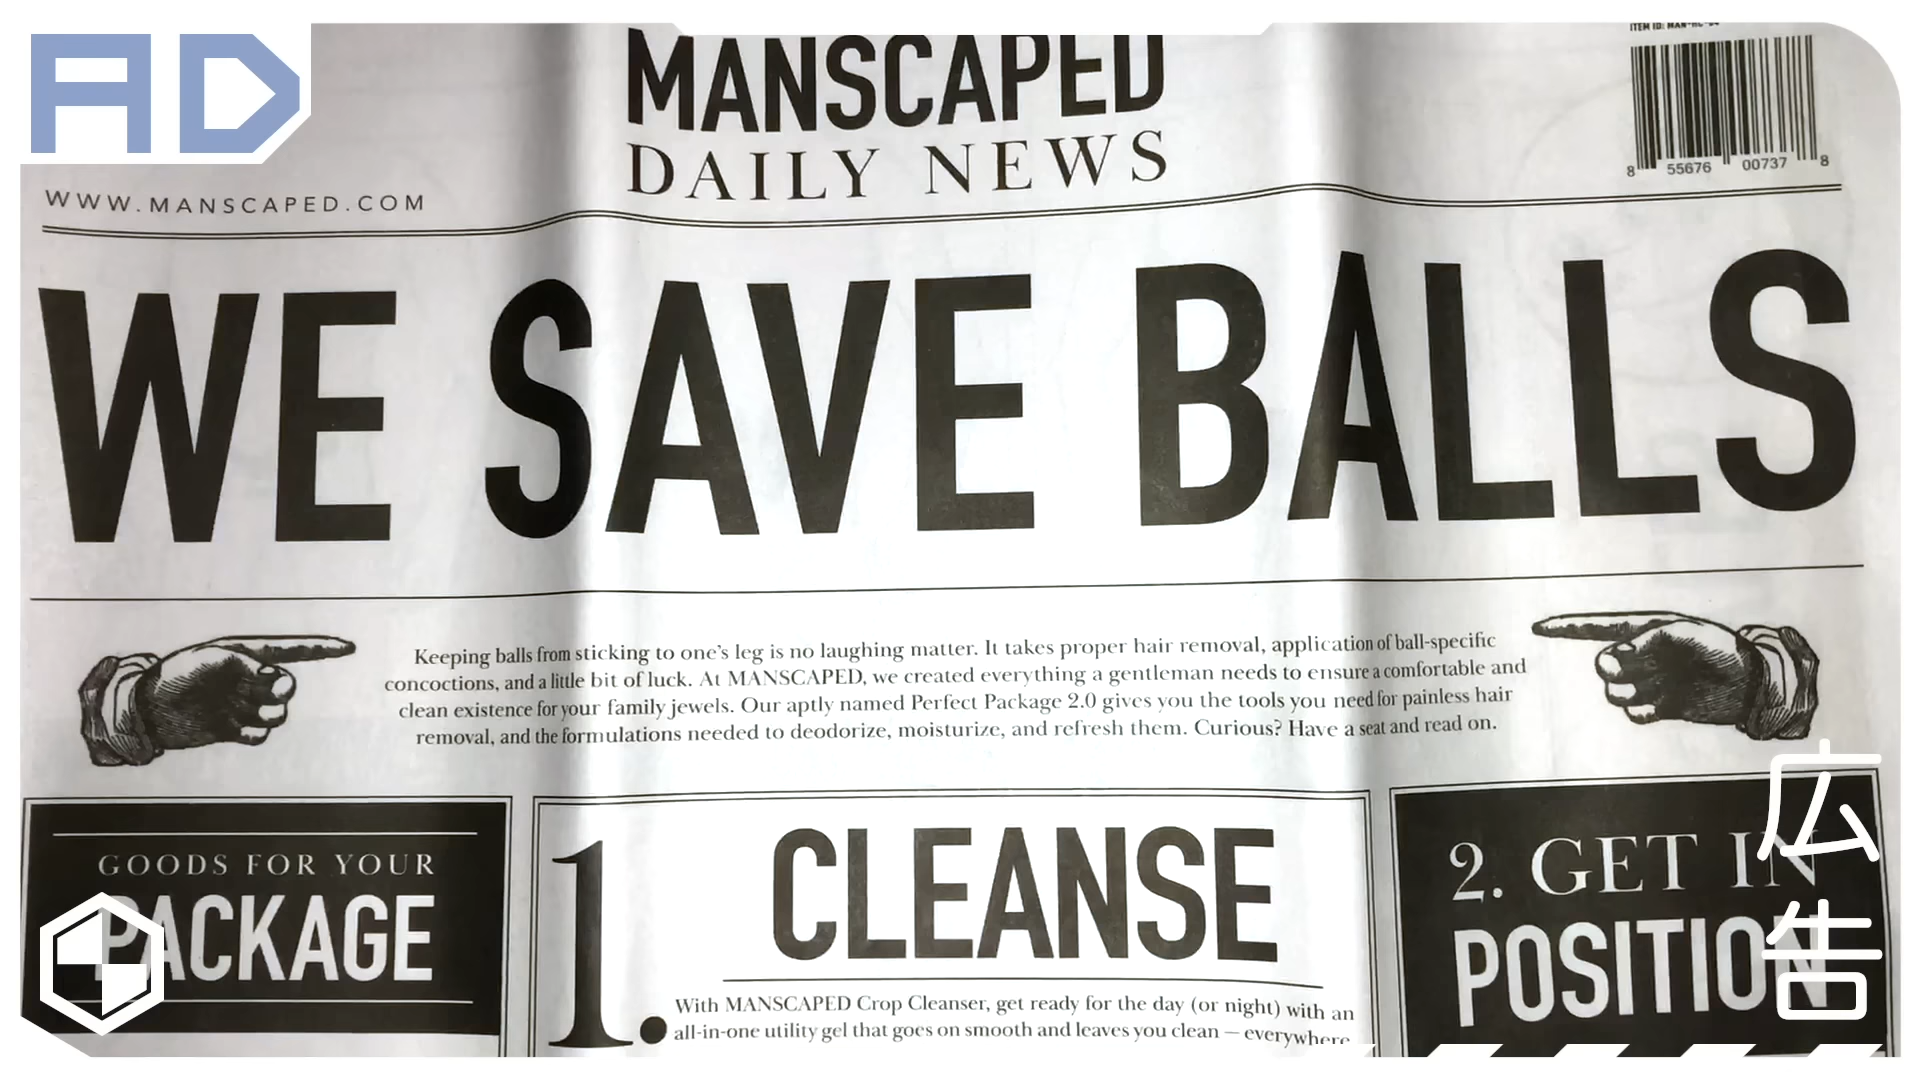 AD
ITEM ID: MAN-
MANSCAPED
DAILY NEWS
WWW.MANSCAPED.COM
8 55676 00737 8
WE SAVE BALLS
Keeping balls from sticking to one's leg is no laughing matter. It takes proper hair removal, application of ball-specific
concoctions, and a little bit of luck. At MANSCAPED, we created everything a gentleman needs to ensure a comfortable and
clean existence for your family jewels. Our aptly named Perfect Package 2.0 gives you the tools you need for painless hair
removal, and the formulations needed to deodorize, moisturize, and refresh them. Curious? Have a seat and read on.
GOODS FOR YOUR
PACKAGE
1. CLEANSE
With MANSCAPED Crop Cleanser, get ready for the day (or night) with an
all-in-one utility gel that goes on smooth and leaves you clean — everywhere
2. GET IN
POSITION
広告